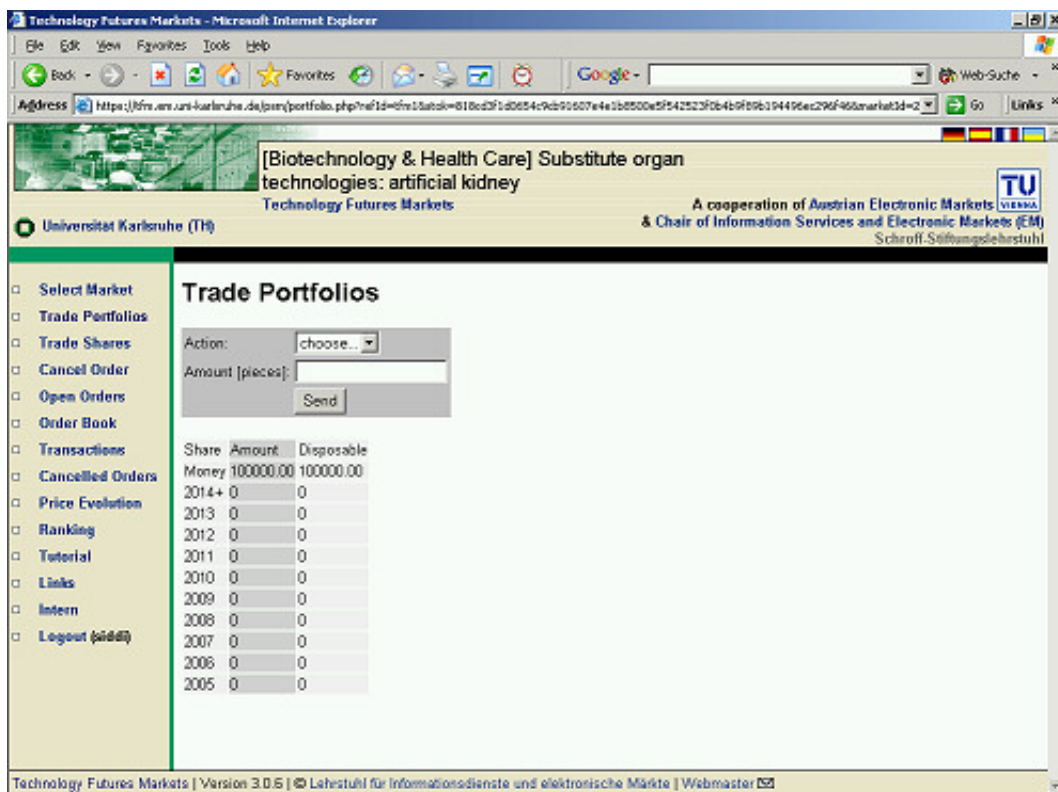 Technology Futures Markets - Microsoft Internet Explorer
File Edit View Favorites Tools Help
Back Favorites Google Web-Suche
Address Go Links
[Biotechnology & Health Care] Substitute organ
technologies: artificial kidney
Technology Futures Markets
TU
VIENNA
A cooperation of Austrian Electronic Markets
& Chair of Information Services and Electronic Markets (EM)
Schroff-Stiftungslehrstuhl
Universität Karlsruhe (TH)
Select Market
Trade Portfolios
Trade Shares
Cancel Order
Open Orders
Order Book
Transactions
Cancelled Orders
Price Evolution
Ranking
Tutorial
Links
Intern
Logout (siddi)
Trade Portfolios
Action: choose...
Amount [pieces]:
Send
Share Amount Disposable
Money 100000.00 100000.00
2014+ 0 0
2013 0 0
2012 0 0
2011 0 0
2010 0 0
2009 0 0
2008 0 0
2007 0 0
2006 0 0
2005 0 0
Technology Futures Markets | Version 3.0.6 | © Lehrstuhl für Informationsdienste und elektronische Märkte | Webmaster